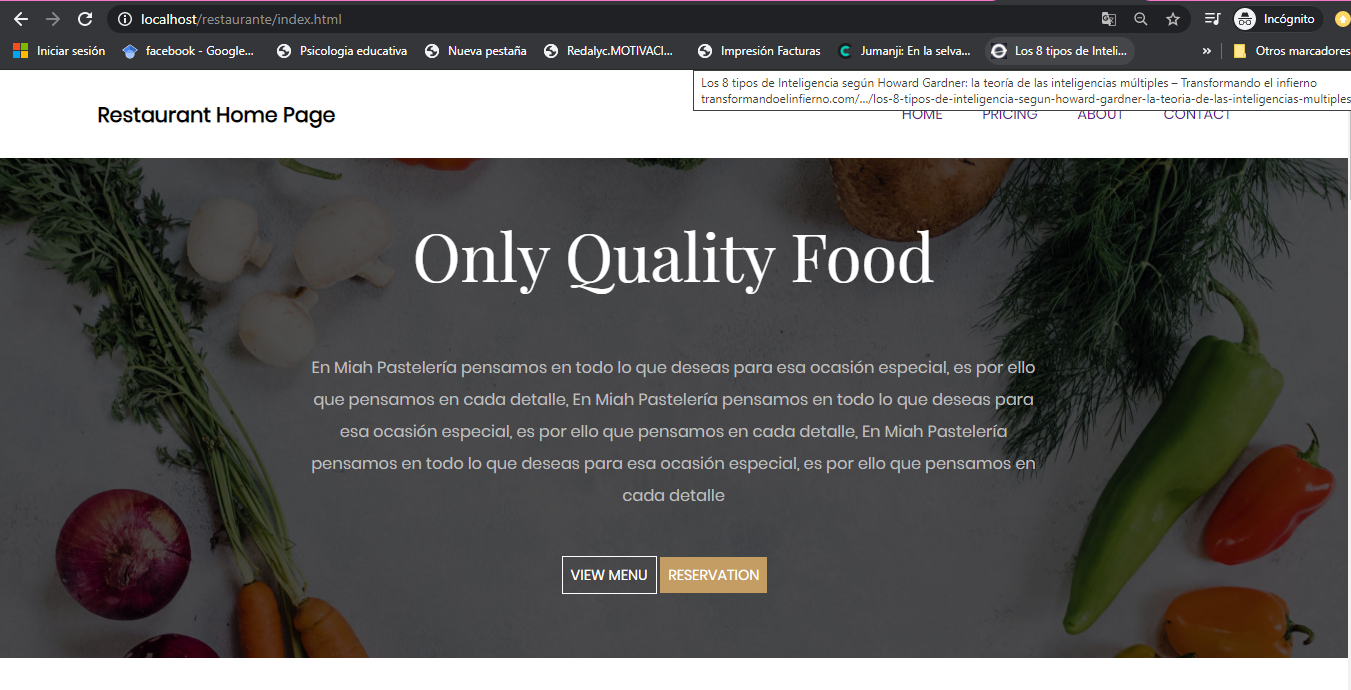 localhost/restaurante/index.html
Incógnito
Iniciar sesión
facebook - Google...
Psicologia educativa
Nueva pestaña
Redalyc.MOTIVACI...
Impresión Facturas
Jumanji: En la selva...
Los 8 tipos de Inteli...
»
Otros marcadores
Los 8 tipos de Inteligencia según Howard Gardner: la teoría de las inteligencias múltiples – Transformando el infierno
transformandoelinfierno.com/.../los-8-tipos-de-inteligencia-segun-howard-gardner-la-teoria-de-las-inteligencias-multiples
Restaurant Home Page
HOME
PRICING
ABOUT
CONTACT
Only Quality Food
En Miah Pastelería pensamos en todo lo que deseas para esa ocasión especial, es por ello
que pensamos en cada detalle, En Miah Pastelería pensamos en todo lo que deseas para
esa ocasión especial, es por ello que pensamos en cada detalle, En Miah Pastelería
pensamos en todo lo que deseas para esa ocasión especial, es por ello que pensamos en
cada detalle
VIEW MENU
RESERVATION